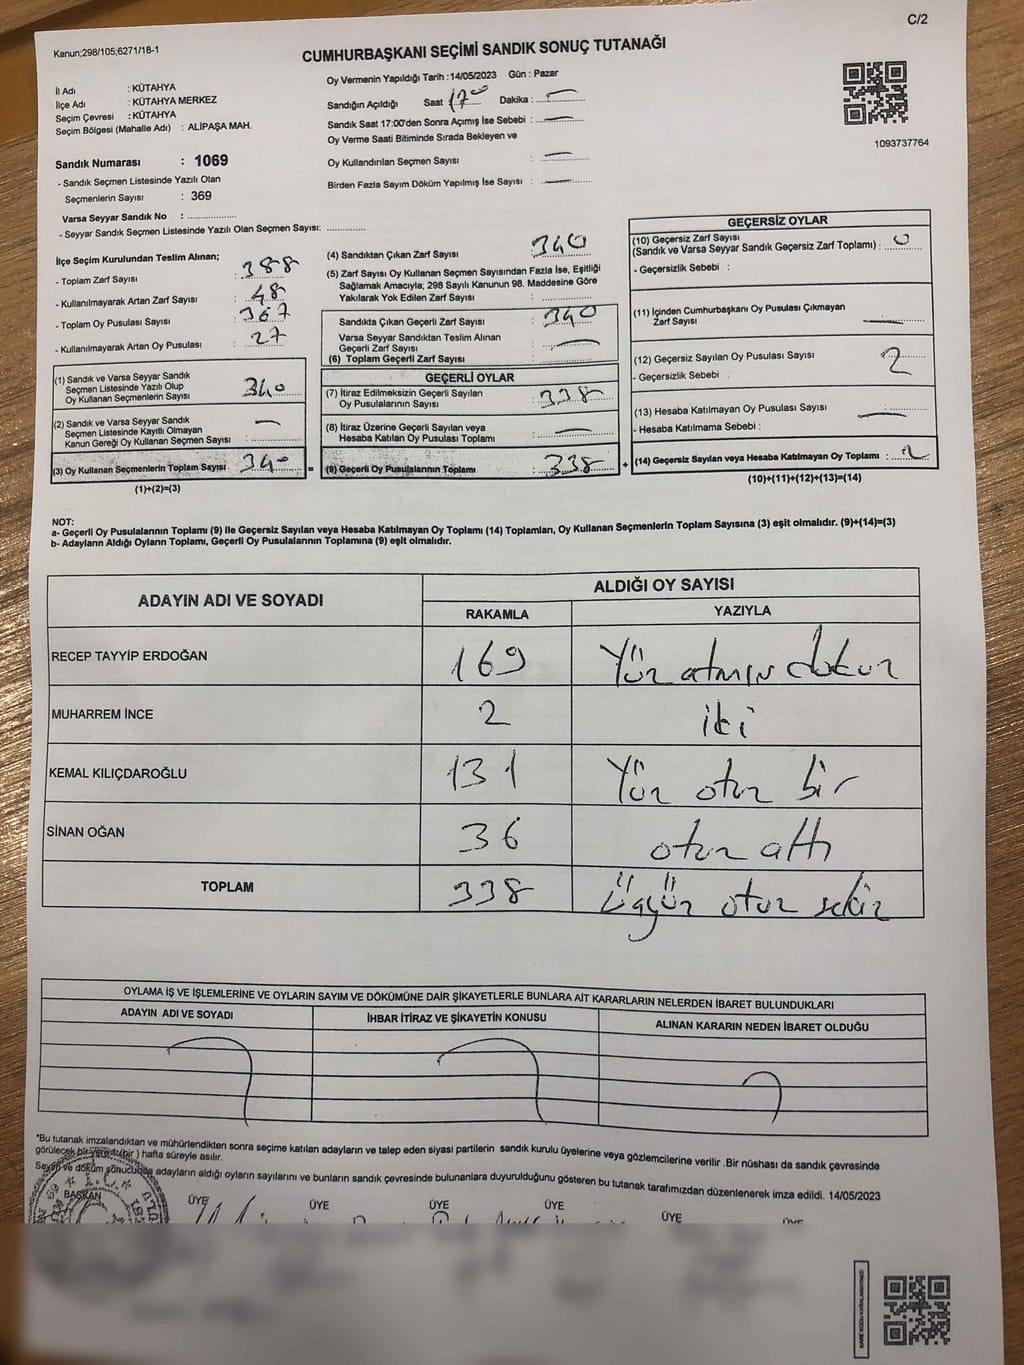 C/2
Kanun;298/105;6271/18-1
CUMHURBAŞKANI SEÇİMİ SANDIK SONUÇ TUTANAĞI
İl Adı : KÜTAHYA
İlçe Adı : KÜTAHYA MERKEZ
Seçim Çevresi : KÜTAHYA
Seçim Bölgesi (Mahalle Adı) : ALİPAŞA MAH.
Sandık Numarası : 1069
- Sandık Seçmen Listesinde Yazılı Olan
Seçmenlerin Sayısı : 369
Varsa Seyyar Sandık No :
- Seyyar Sandık Seçmen Listesinde Yazılı Olan Seçmen Sayısı:
Oy Vermenin Yapıldığı Tarih : 14/05/2023 Gün : Pazar
Sandığın Açıldığı Saat 17⁰⁰ Dakika : —
Sandık Saat 17:00'den Sonra Açımış İse Sebebi : —
Oy Verme Saati Bitiminde Sırada Bekleyen ve
Oy Kullandırılan Seçmen Sayısı : —
Birden Fazla Sayım Döküm Yapılmış İse Sayısı : —
1093737764
İlçe Seçim Kurulundan Teslim Alınan;
- Toplam Zarf Sayısı : 388
- Kullanılmayarak Artan Zarf Sayısı : 48
- Toplam Oy Pusulası Sayısı : 367
- Kullanılmayarak Artan Oy Pusulası : 27
(1) Sandık ve Varsa Seyyar Sandık
Seçmen Listesinde Yazılı Olup
Oy Kullanan Seçmenlerin Sayısı : 340
(2) Sandık ve Varsa Seyyar Sandık
Seçmen Listesinde Kayıtlı Olmayan
Kanun Gereği Oy Kullanan Seçmen Sayısı : —
(3) Oy Kullanan Seçmenlerin Toplam Sayısı : 340 =
(1)+(2)=(3)
(4) Sandıktan Çıkan Zarf Sayısı : 340
(5) Zarf Sayısı Oy Kullanan Seçmen Sayısından Fazla İse, Eşitliği
Sağlamak Amacıyla; 298 Sayılı Kanunun 98. Maddesine Göre
Yakılarak Yok Edilen Zarf Sayısı :
Sandıkta Çıkan Geçerli Zarf Sayısı : 340
Varsa Seyyar Sandıktan Teslim Alınan
Geçerli Zarf Sayısı : —
(6) Toplam Geçerli Zarf Sayısı :
GEÇERLİ OYLAR
(7) İtiraz Edilmeksizin Geçerli Sayılan
Oy Pusulalarının Sayısı : 338
(8) İtiraz Üzerine Geçerli Sayılan veya
Hesaba Katılan Oy Pusulası Toplamı : —
(9) Geçerli Oy Pusulalarının Toplamı : 338 +
GEÇERSİZ OYLAR
(10) Geçersiz Zarf Sayısı
(Sandık ve Varsa Seyyar Sandık Geçersiz Zarf Toplamı) : 0
- Geçersizlik Sebebi :
(11) İçinden Cumhurbaşkanı Oy Pusulası Çıkmayan
Zarf Sayısı : —
(12) Geçersiz Sayılan Oy Pusulası Sayısı : 2
- Geçersizlik Sebebi :
(13) Hesaba Katılmayan Oy Pusulası Sayısı : —
- Hesaba Katılmama Sebebi :
(14) Geçersiz Sayılan veya Hesaba Katılmayan Oy Toplamı : 2
(10)+(11)+(12)+(13)=(14)
NOT:
a- Geçerli Oy Pusulalarının Toplamı (9) ile Geçersiz Sayılan veya Hesaba Katılmayan Oy Toplamı (14) Toplamları, Oy Kullanan Seçmenlerin Toplam Sayısına (3) eşit olmalıdır. (9)+(14)=(3)
b- Adayların Aldığı Oyların Toplamı, Geçerli Oy Pusulalarının Toplamına (9) eşit olmalıdır.
ADAYIN ADI VE SOYADI ALDIĞI OY SAYISI
RAKAMLA YAZIYLA
RECEP TAYYİP ERDOĞAN 169 Yüz atmış dokuz
MUHARREM İNCE 2 iki
KEMAL KILIÇDAROĞLU 131 Yüz otuz bir
SİNAN OĞAN 36 otuz altı
TOPLAM 338 Üçyüz otuz sekiz
OYLAMA İŞ VE İŞLEMLERİNE VE OYLARIN SAYIM VE DÖKÜMÜNE DAİR ŞİKAYETLERLE BUNLARA AİT KARARLARIN NELERDEN İBARET BULUNDUKLARI
ADAYIN ADI VE SOYADI İHBAR İTİRAZ VE ŞİKAYETİN KONUSU ALINAN KARARIN NEDEN İBARET OLDUĞU
"Bu tutanak imzalandıktan ve mühürlendikten sonra seçime katılan adayların ve talep eden siyasi partilerin sandık kurulu üyelerine veya gözlemcilerine verilir .Bir nüshası da sandık çevresinde
görülecek bir yere 1(bir) hafta süreyle asılır.
Sayım ve döküm sonucunda adayların aldığı oyların sayılarını ve bunların sandık çevresinde bulunanlara duyurulduğunu gösteren bu tutanak tarafımızdan düzenlenerek imza edildi. 14/05/2023
BAŞKAN ÜYE ÜYE ÜYE ÜYE ÜYE ÜYE